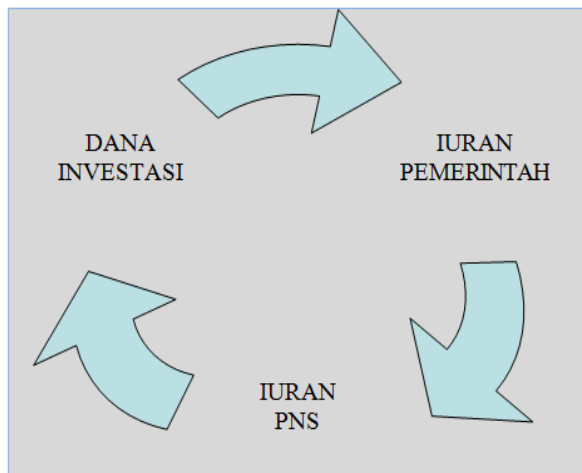 DANA
INVESTASI
IURAN
PEMERINTAH
IURAN
PNS